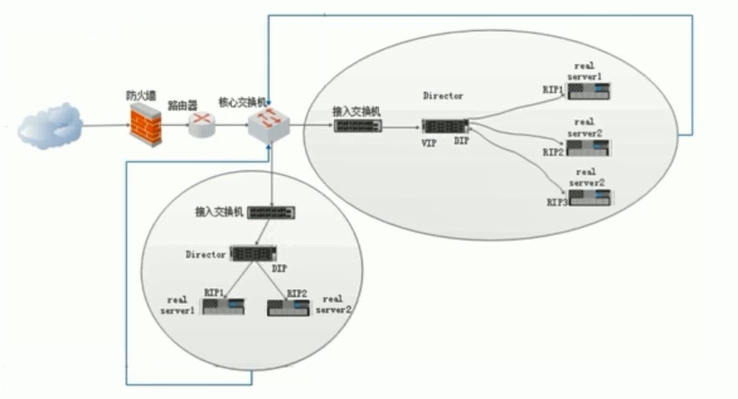 防火墙
路由器
核心交换机
接入交换机
Director
VIP
DIP
RIP1
real
server1
RIP2
real
server2
RIP3
real
server2
接入交换机
Director
DIP
RIP1
real
server1
RIP2
real
server2